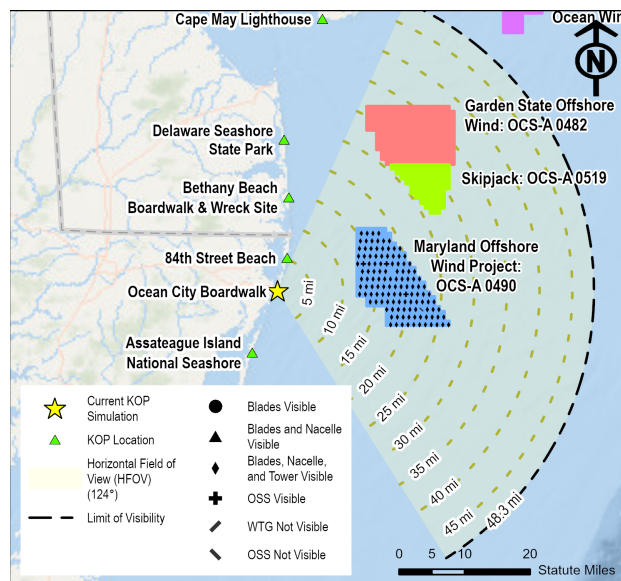 Cape May Lighthouse
Ocean Win
N
Garden State Offshore
Wind: OCS-A 0482
Delaware Seashore
State Park
Skipjack: OCS-A 0519
Bethany Beach
Boardwalk & Wreck Site
Maryland Offshore
Wind Project:
OCS-A 0490
84th Street Beach
Ocean City Boardwalk
5 mi
10 mi
15 mi
20 mi
25 mi
30 mi
35 mi
40 mi
45 mi
48.3 mi
Assateague Island
National Seashore
Current KOP
Simulation
KOP Location
Horizontal Field of
View (HFOV)
(124°)
Limit of Visibility
Blades Visible
Blades and Nacelle
Visible
Blades, Nacelle,
and Tower Visible
OSS Visible
WTG Not Visible
OSS Not Visible
0 5 10 20
Statute Miles